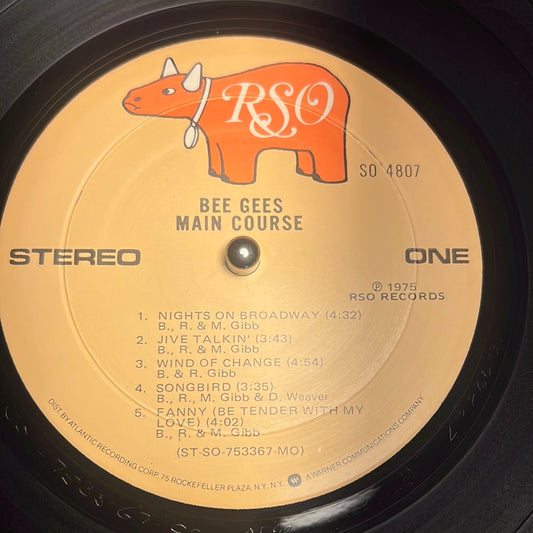 RSO
SO 4807
BEE GEES
MAIN COURSE
STEREO
ONE
℗ 1975
RSO RECORDS
1. NIGHTS ON BROADWAY (4:32)
B., R. & M. Gibb
2. JIVE TALKIN' (3:43)
B., R. & M. Gibb
3. WIND OF CHANGE (4:54)
B. & R. Gibb
4. SONGBIRD (3:35)
B., R., M. Gibb & D. Weaver
5. FANNY (BE TENDER WITH MY
LOVE) (4:02)
B., R. & M. Gibb
(ST-SO-753367-MO)
DIST BY ATLANTIC RECORDING CORP. 75 ROCKEFELLER PLAZA, N.Y., N.Y. A WARNER COMMUNICATIONS COMPANY